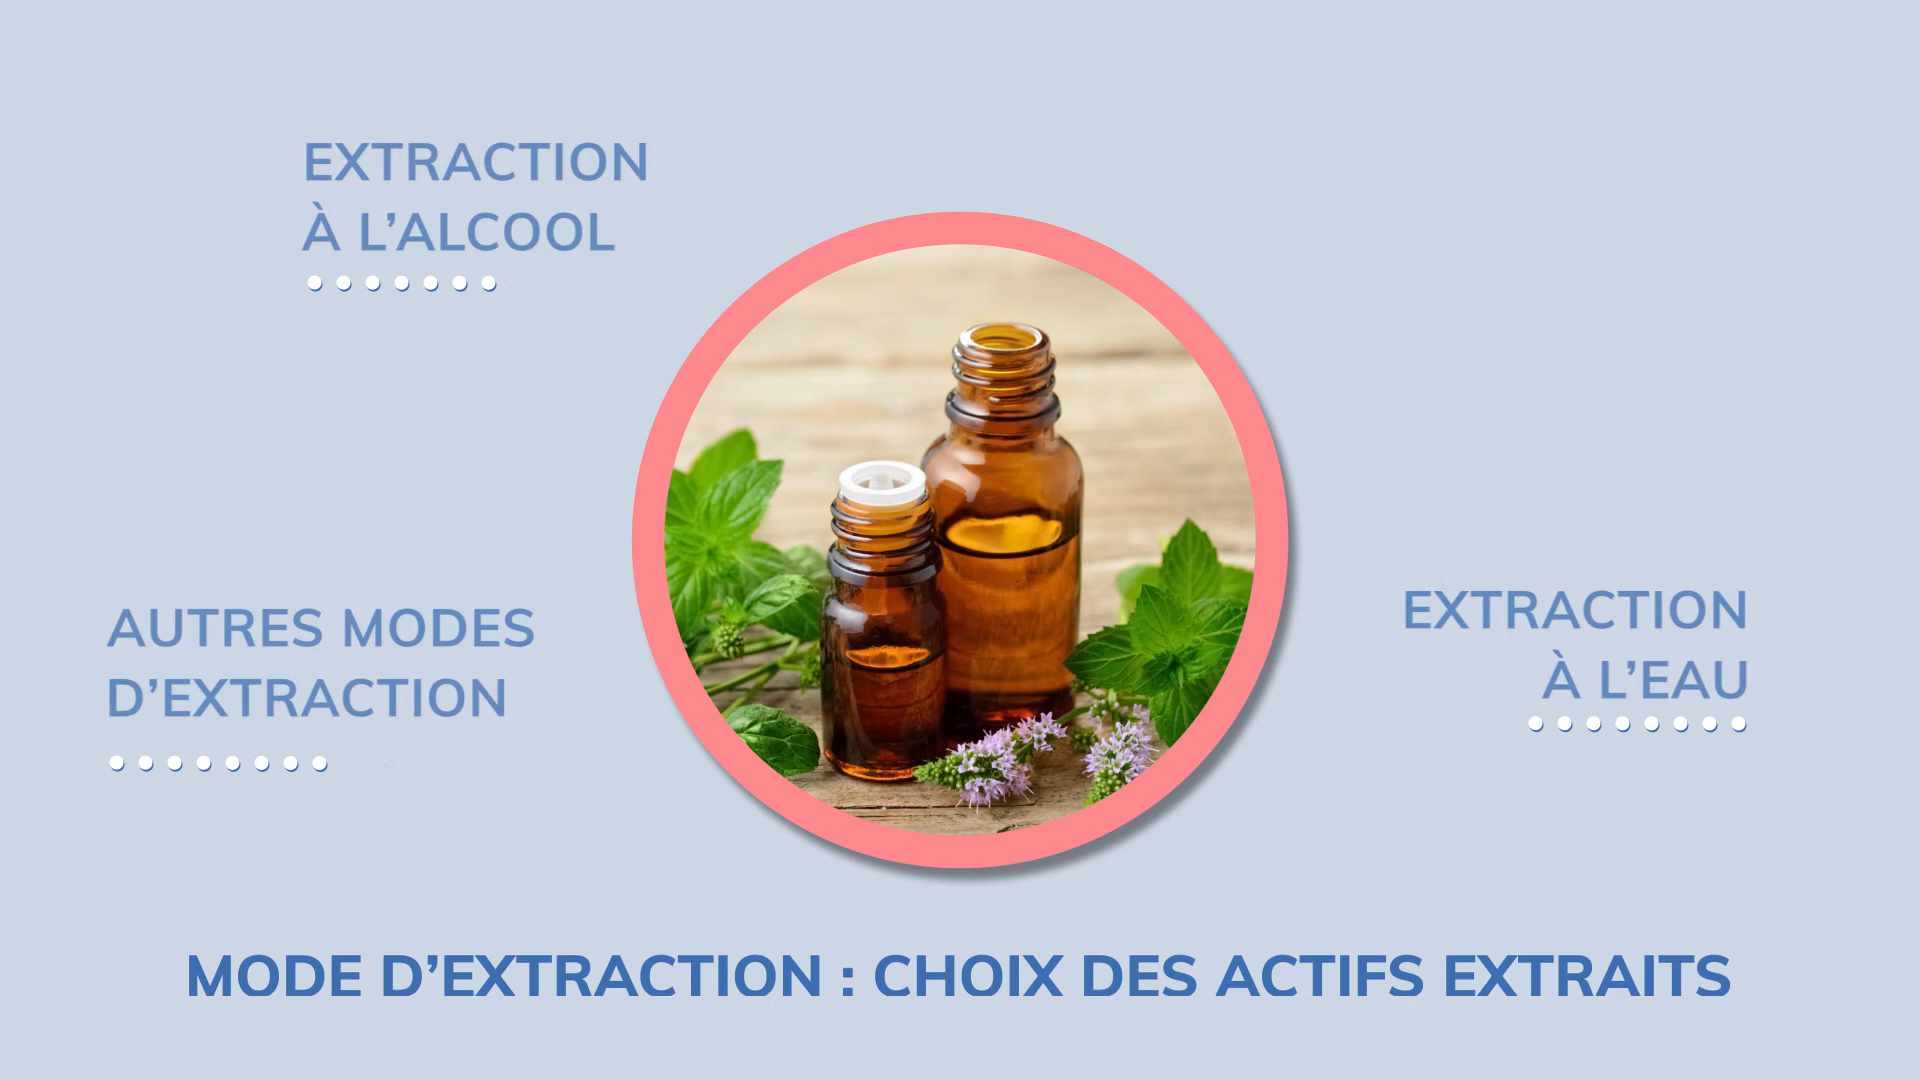 EXTRACTION
À L’ALCOOL
AUTRES MODES
D’EXTRACTION
EXTRACTION
À L’EAU
MODE D’EXTRACTION : CHOIX DES ACTIFS EXTRAITS